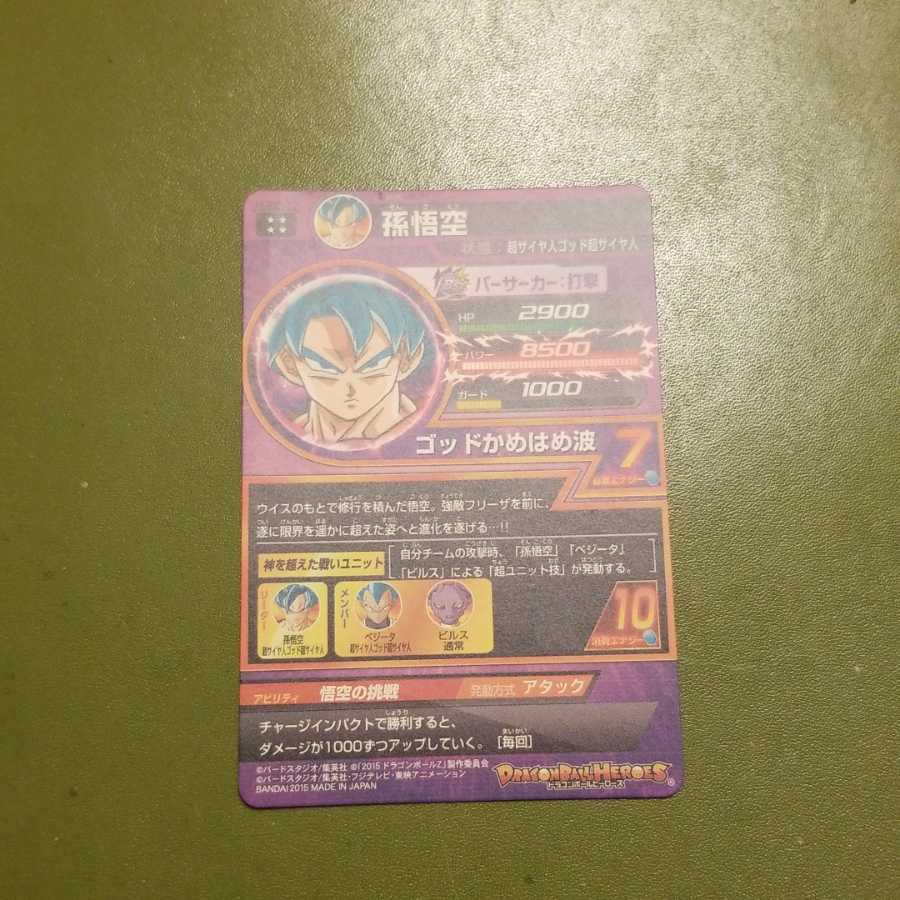 孫悟空
状態：超サイヤ人ゴッド超サイヤ人
バーサーカー：打撃
HP 2900
パワー 8500
ガード 1000
ゴッドかめはめ波 7
必要エナジー
ウイスのもとで修行を積んだ悟空。強敵フリーザを前に、
遂に限界を遥かに超えた姿へと進化を遂げる…!!
神を超えた戦いユニット
自分チームの攻撃時、「孫悟空」「ベジータ」
「ビルス」による「超ユニット技」が発動する。
リーダー
孫悟空
超サイヤ人ゴッド超サイヤ人
メンバー
ベジータ
超サイヤ人ゴッド超サイヤ人
ビルス
通常
10
消費エナジー
アビリティ 悟空の挑戦 発動方式 アタック
チャージインパクトで勝利すると、
ダメージが1000ずつアップしていく。[毎回]
©バードスタジオ/集英社 ©「2015 ドラゴンボールZ」製作委員会
©バードスタジオ/集英社・フジテレビ・東映アニメーション
BANDAI 2015 MADE IN JAPAN
DRAGONBALL HEROES
ドラゴンボールヒーローズ